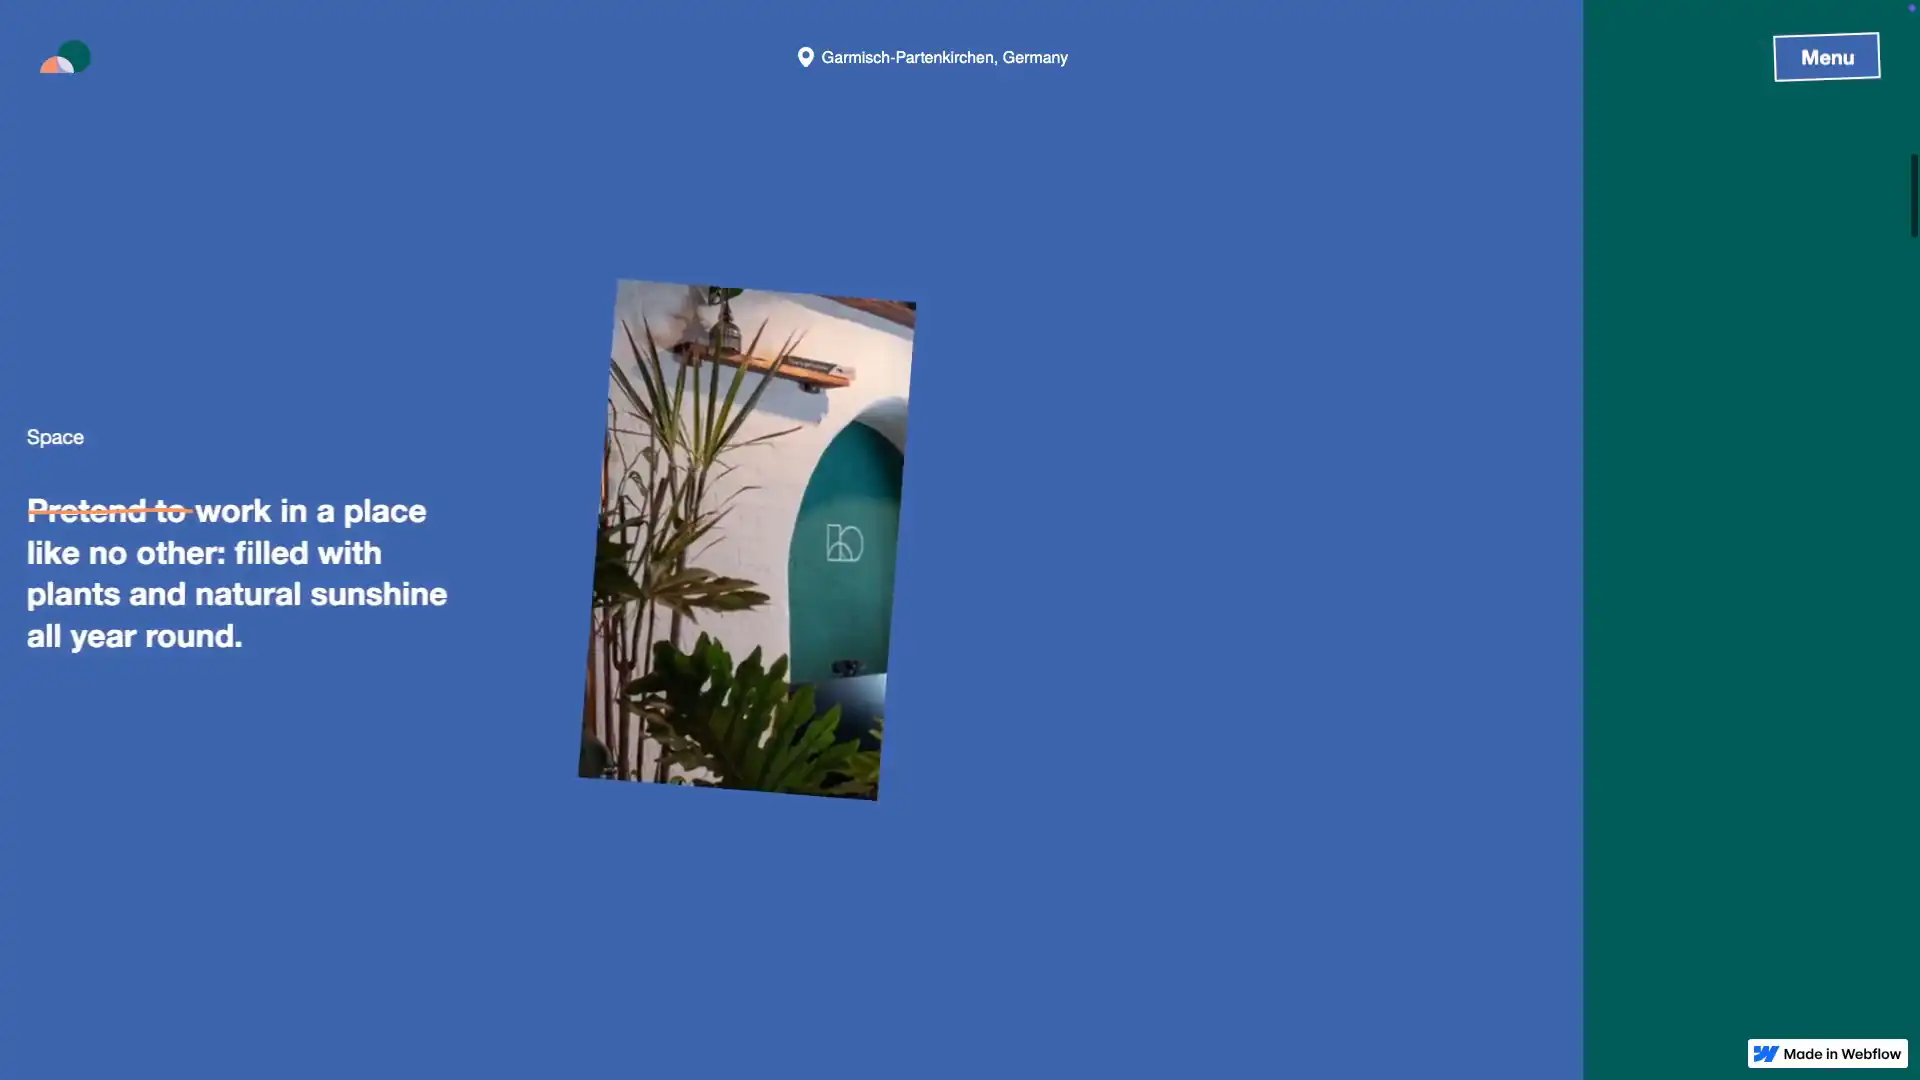 Garmisch-Partenkirchen, Germany
Menu
Space
Pretend to work in a place
like no other: filled with
plants and natural sunshine
all year round.
Made in Webflow